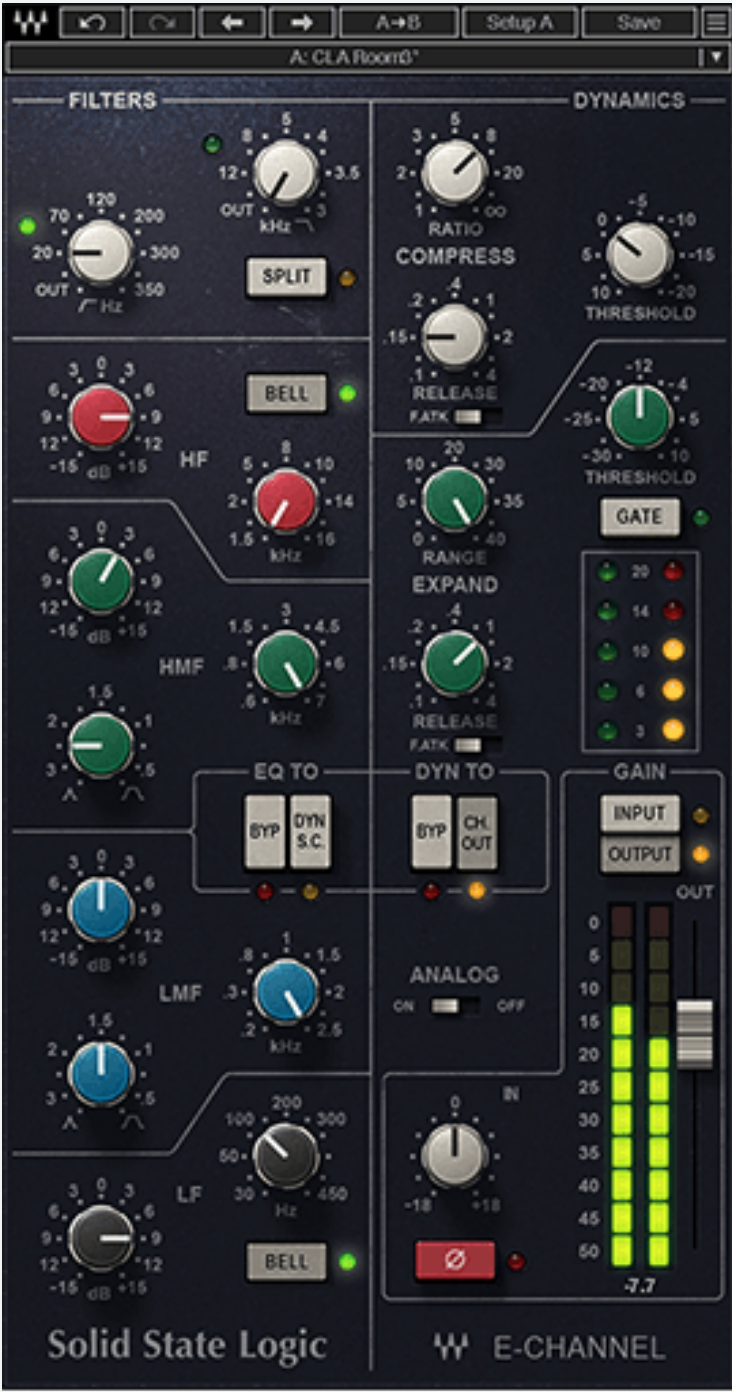 A→B Setup A Save
A: CLA Room3*
FILTERS
DYNAMICS
5
8 4
12 3.5
OUT 3
kHz
120
70 200
20 300
OUT 350
Hz
SPLIT
5
3 8
2 20
1 ∞
RATIO
COMPRESS
-5
0 -10
5 -15
10 -20
THRESHOLD
.4
.2 1
.15 2
.1 4
RELEASE
F.ATK
0
3 3
6 6
9 9
12 12
-15 dB +15
HF
BELL
8
5 10
2 14
1.5 16
kHz
-12
-20 -4
-25 5
-30 10
THRESHOLD
20
10 30
5 35
0 40
RANGE
EXPAND
GATE
0
3 3
6 6
9 9
12 12
-15 dB +15
HMF
3
1.5 4.5
.8 6
.6 7
kHz
1.5
2 1
3 .5
.4
.2 1
.15 2
.1 4
RELEASE
F.ATK
20
14
10
6
3
EQ TO
BYP
DYN
S.C.
DYN TO
BYP
CH.
OUT
GAIN
INPUT
OUTPUT
OUT
0
3 3
6 6
9 9
12 12
-15 dB +15
LMF
1
.8 1.5
.3 2
.2 2.5
kHz
1.5
2 1
3 .5
ANALOG
ON OFF
0
5
10
15
20
25
30
35
40
45
50
-7.7
200
100 300
50 450
30
Hz
LF
0
3 3
6 6
9 9
12 12
-15 dB +15
BELL
IN
0
-18 +18
Ø
Solid State Logic
E-CHANNEL